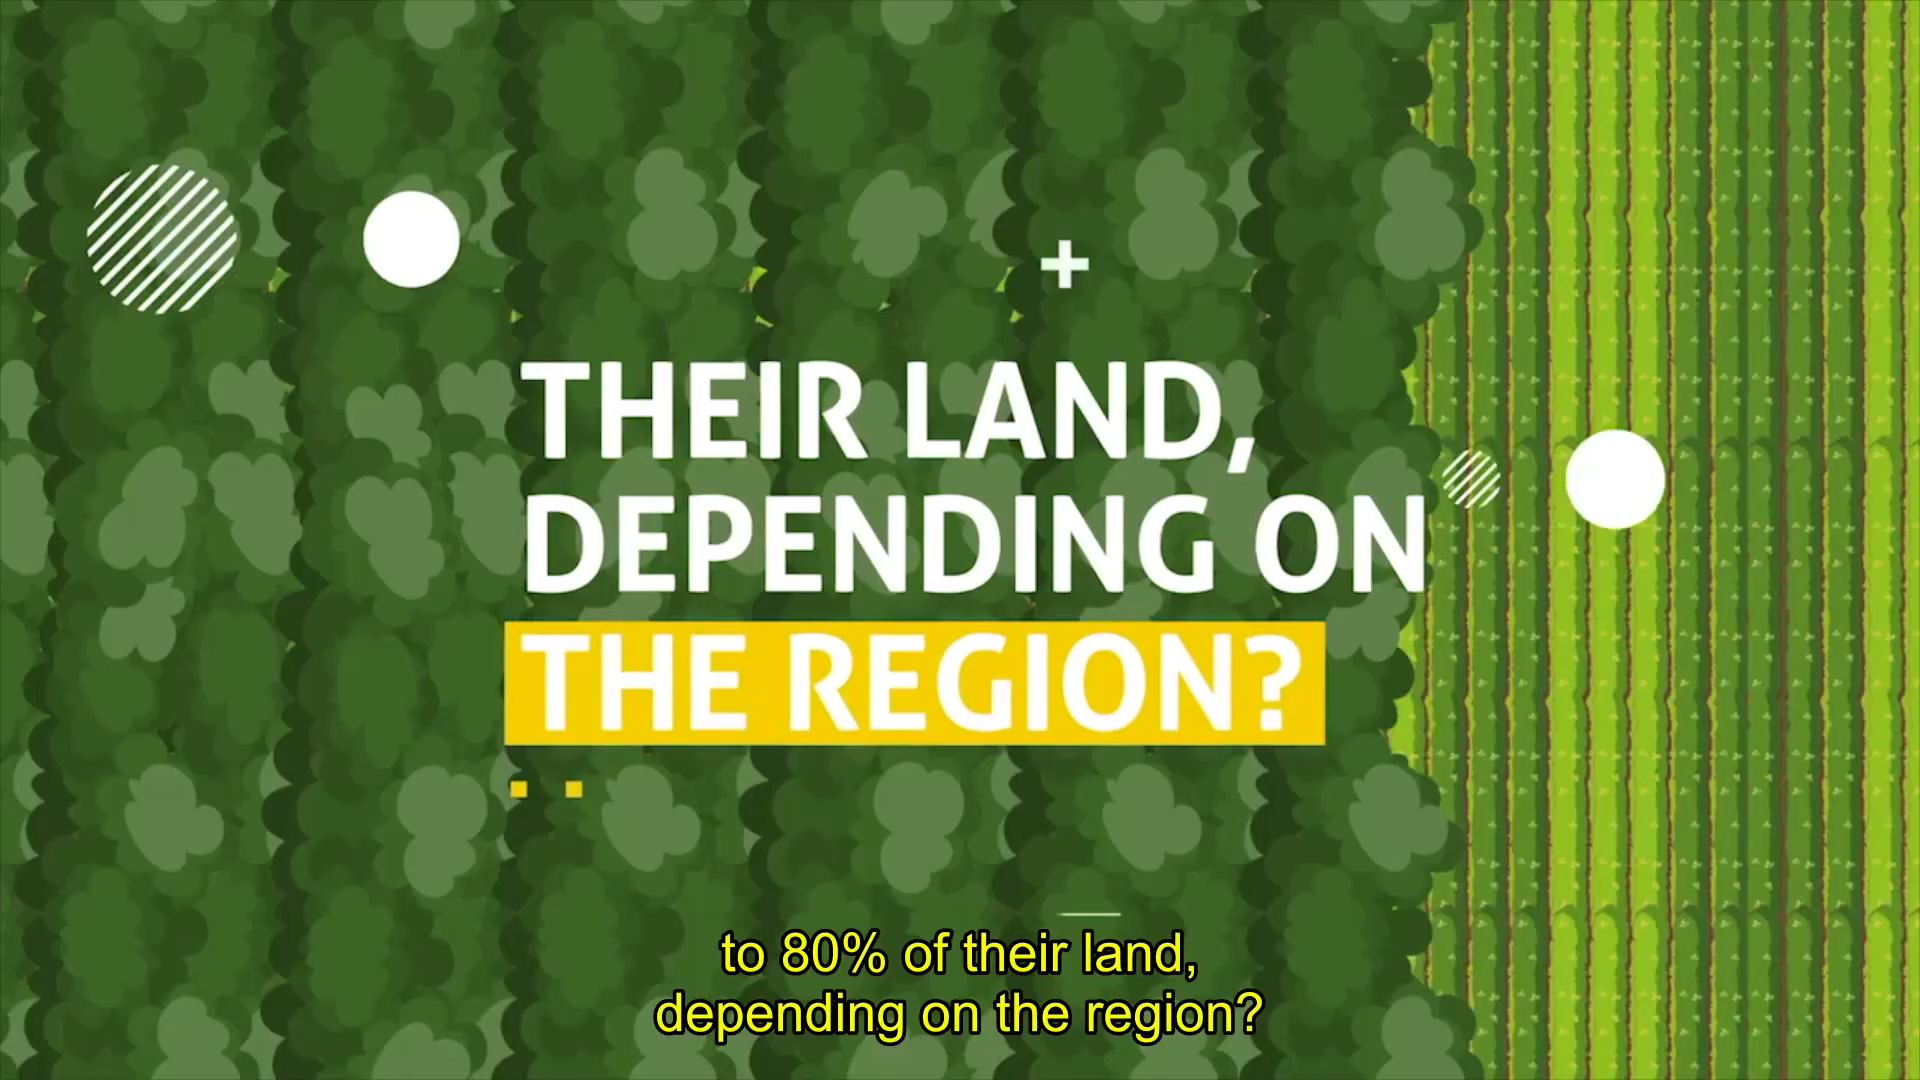 THEIR LAND,
DEPENDING ON
THE REGION?
to 80% of their land,
depending on the region?